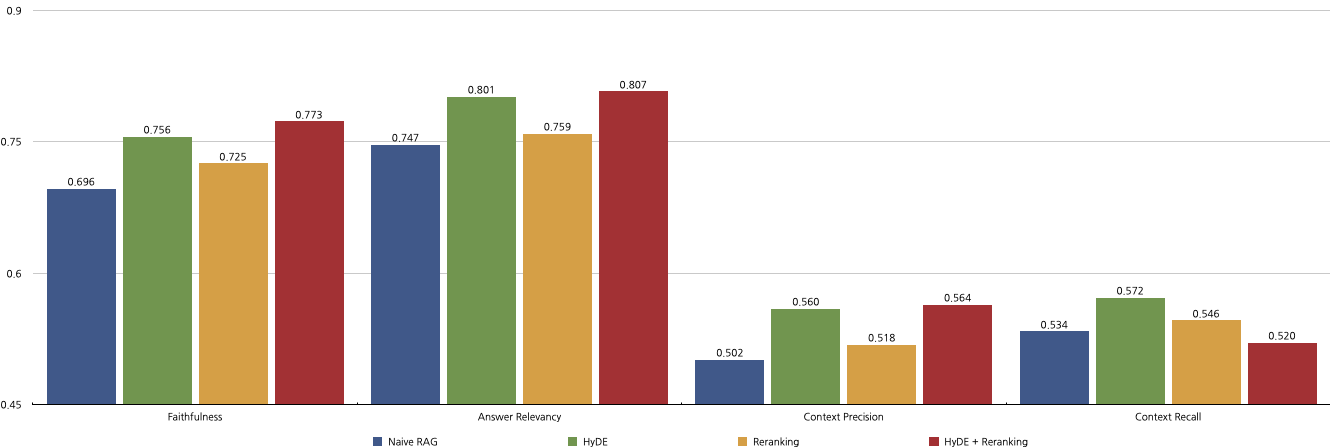 0.9
0.75
0.6
0.45
0.696
0.756
0.725
0.773
0.747
0.801
0.759
0.807
0.502
0.560
0.518
0.564
0.534
0.572
0.546
0.520
Faithfulness
Answer Relevancy
Context Precision
Context Recall
Naive RAG
HyDE
Reranking
HyDE + Reranking